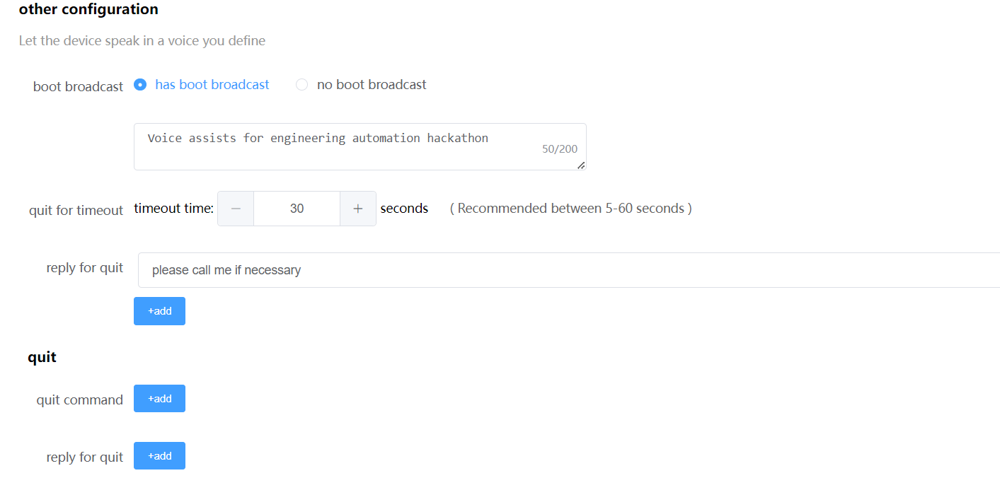 other configuration
Let the device speak in a voice you define
boot broadcast has boot broadcast no boot broadcast
Voice assists for engineering automation hackathon
50/200
quit for timeout timeout time: − 30 + seconds ( Recommended between 5-60 seconds )
reply for quit please call me if necessary
+add
quit
quit command +add
reply for quit +add